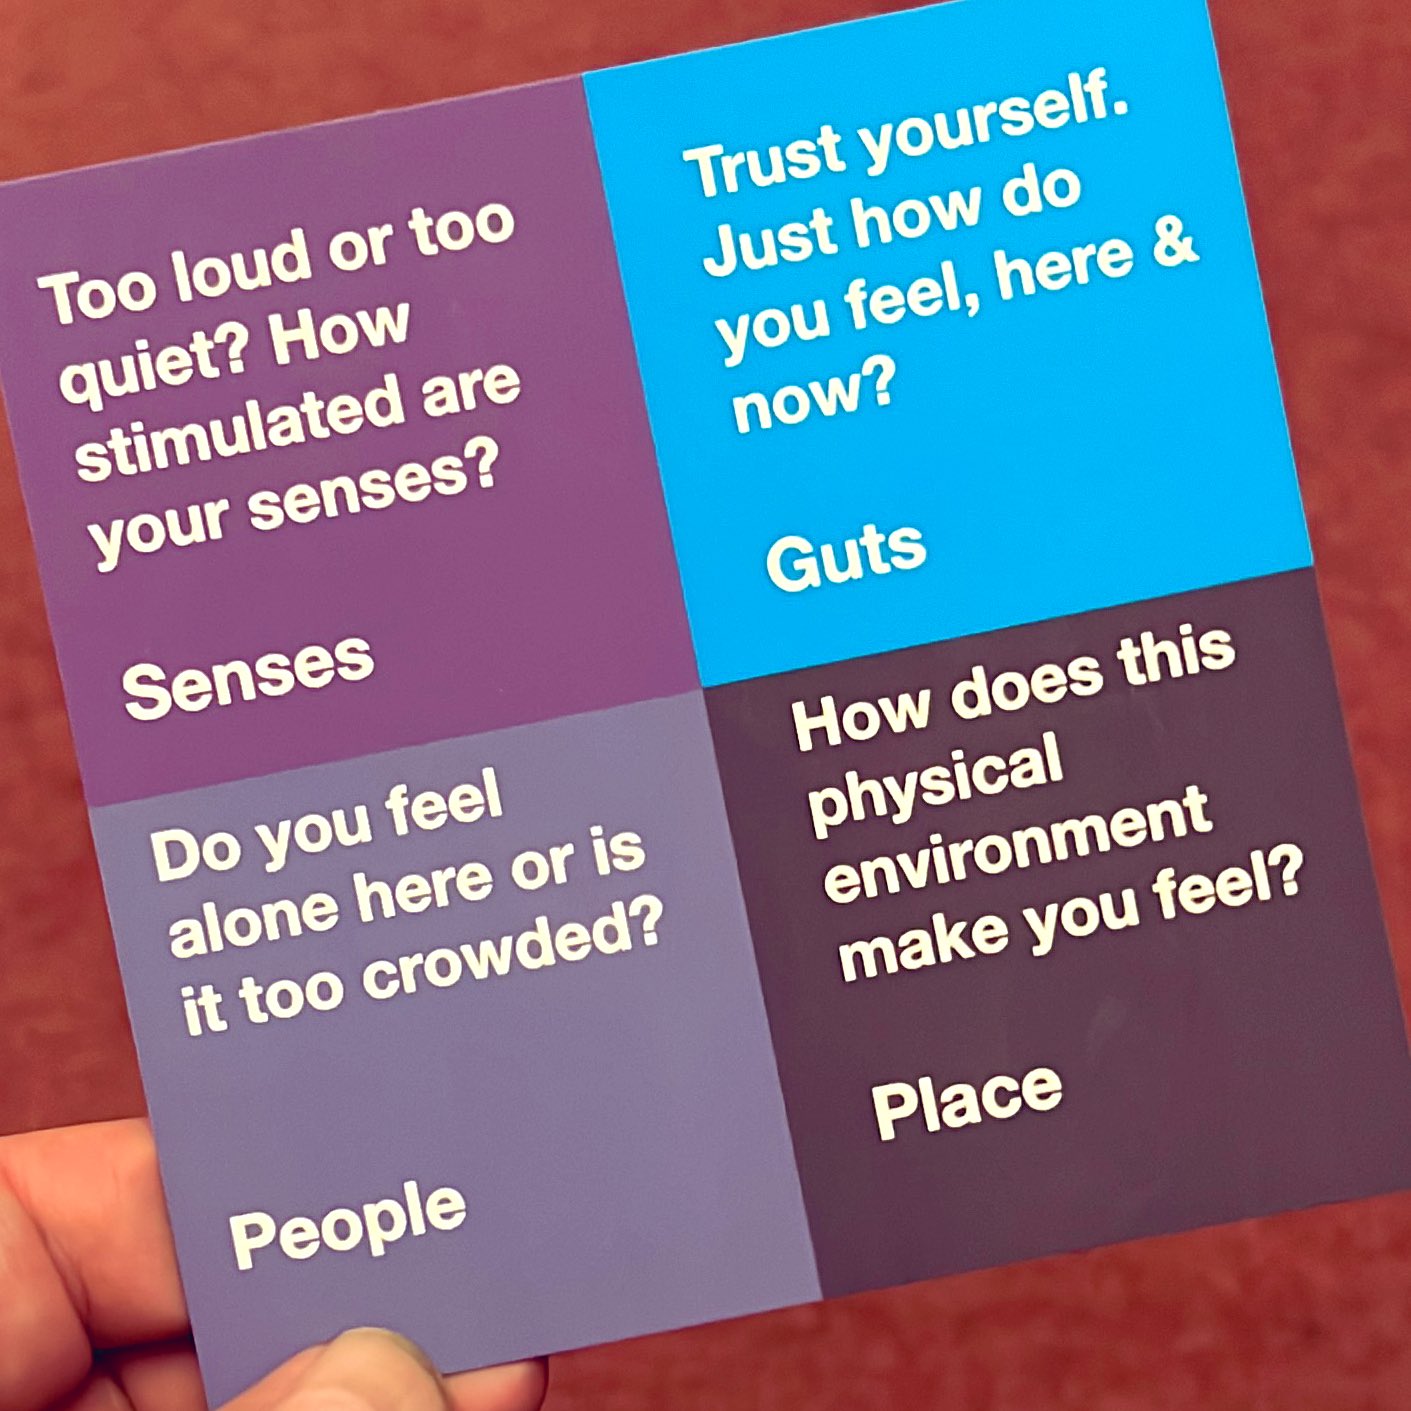 Too loud or too
quiet? How
stimulated are
your senses?
Senses
Trust yourself.
Just how do
you feel, here &
now?
Guts
Do you feel
alone here or is
it too crowded?
People
How does this
physical
environment
make you feel?
Place